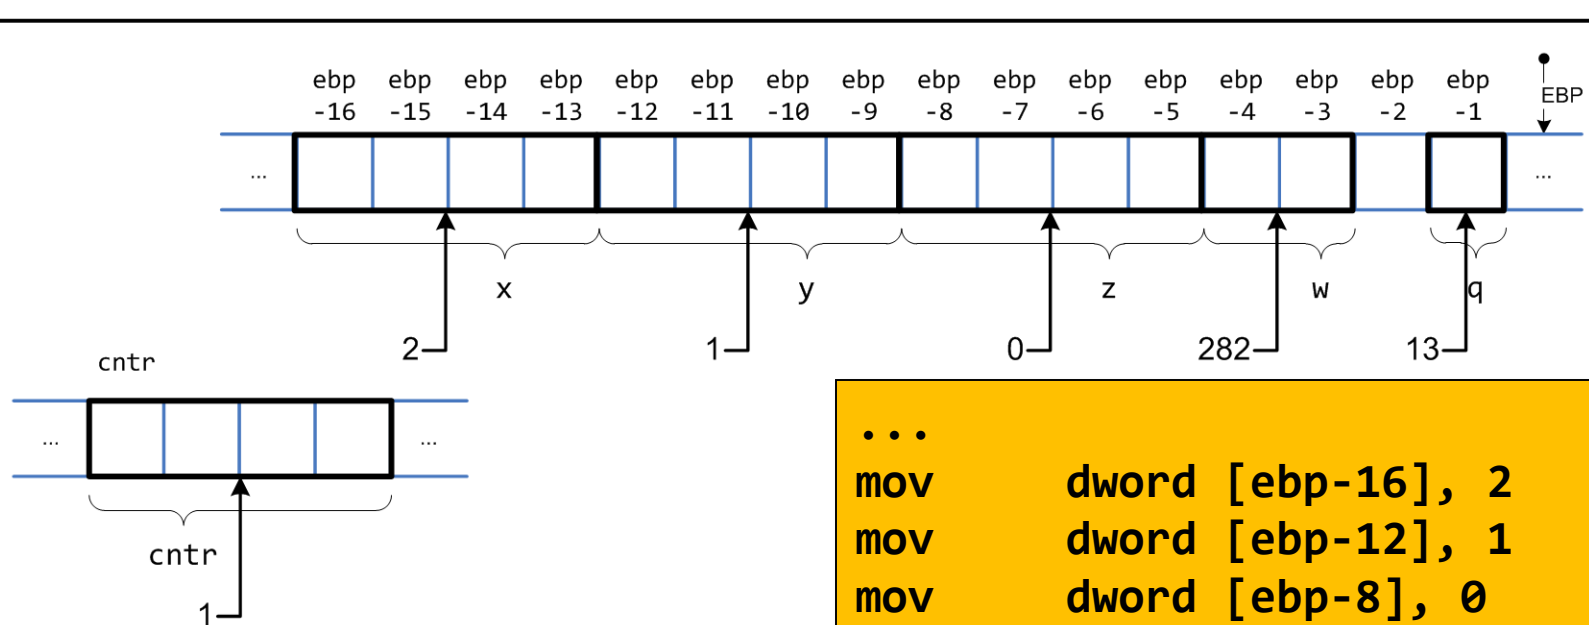 ebp ebp ebp ebp ebp ebp ebp ebp ebp ebp ebp ebp ebp ebp ebp ebp
-16 -15 -14 -13 -12 -11 -10 -9 -8 -7 -6 -5 -4 -3 -2 -1 EBP
... ...
x y z w q
2 1 0 282 13
cntr
... ...
cntr
1
...
mov dword [ebp-16], 2
mov dword [ebp-12], 1
mov dword [ebp-8], 0